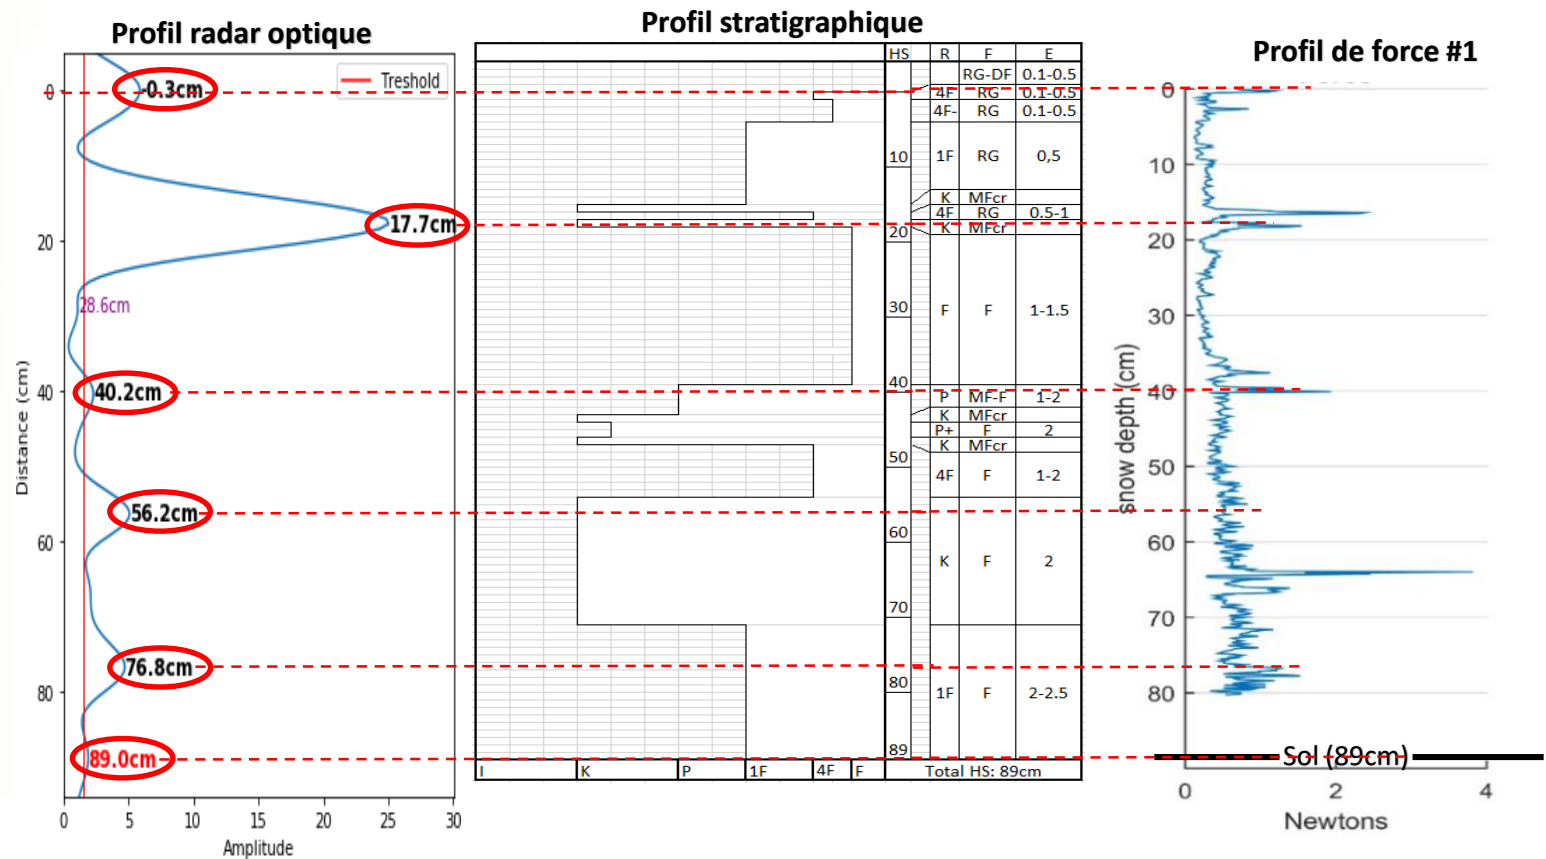 Profil radar optique
Treshold
-0.3cm
17.7cm
28.6cm
40.2cm
56.2cm
76.8cm
89.0cm
0
20
40
60
80
Distance (cm)
0 5 10 15 20 25 30
Amplitude
Profil stratigraphique
HS R F E
RG-DF 0.1-0.5
4F RG 0.1-0.5
4F- RG 0.1-0.5
10 1F RG 0,5
K MFcr
4F RG 0.5-1
20 K MFcr
30 F F 1-1.5
40
P MF-F 1-2
K MFcr
P+ F 2
K MFcr
50 4F F 1-2
60
K F 2
70
80 1F F 2-2.5
89
I K P 1F 4F F Total HS: 89cm
Profil de force #1
0
10
20
30
40
50
60
70
80
snow depth (cm)
Sol (89cm)
0 2 4
Newtons